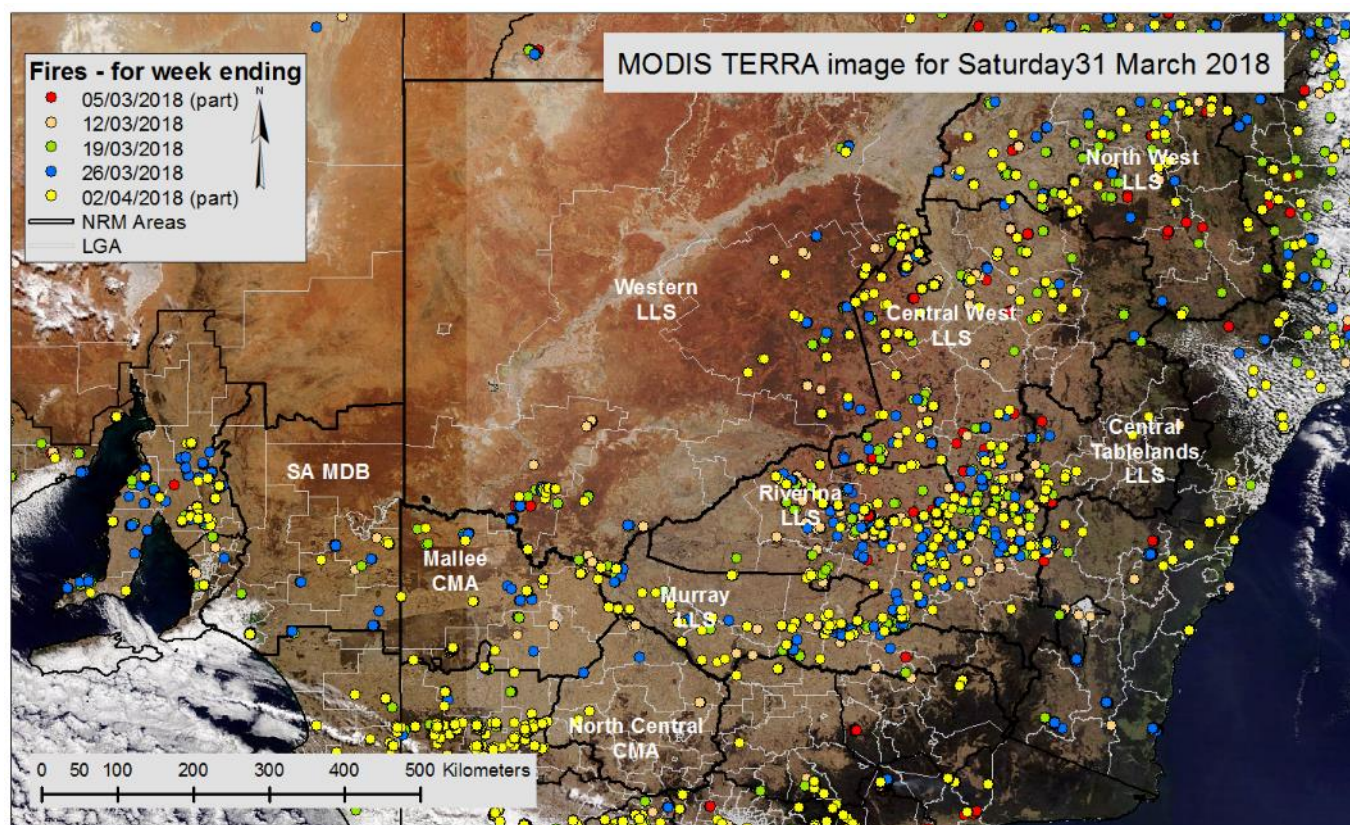 MODIS TERRA image for Saturday31 March 2018
Fires - for week ending
N
05/03/2018 (part)
12/03/2018
19/03/2018
26/03/2018
02/04/2018 (part)
NRM Areas
LGA
North West
LLS
Western
LLS
Central West
LLS
Central
Tablelands
LLS
SA MDB
Riverina
LLS
Mallee
CMA
Murray
LLS
North Central
CMA
0 50 100 200 300 400 500 Kilometers